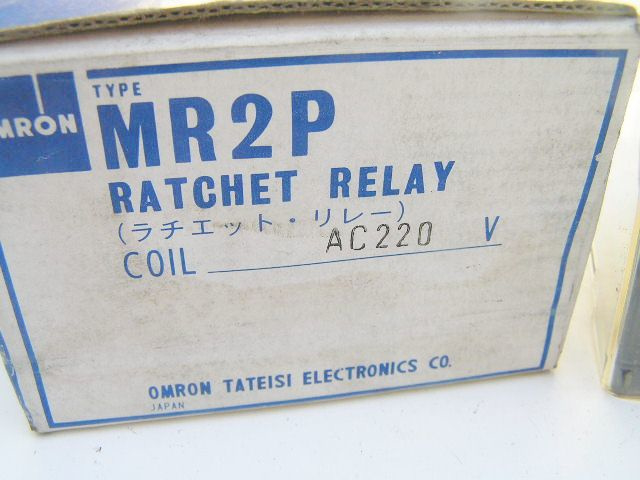 TYPE
OMRON
MR2P
RATCHET RELAY
(ラチエット・リレー)
COIL AC220 V
OMRON TATEISI ELECTRONICS CO.
JAPAN